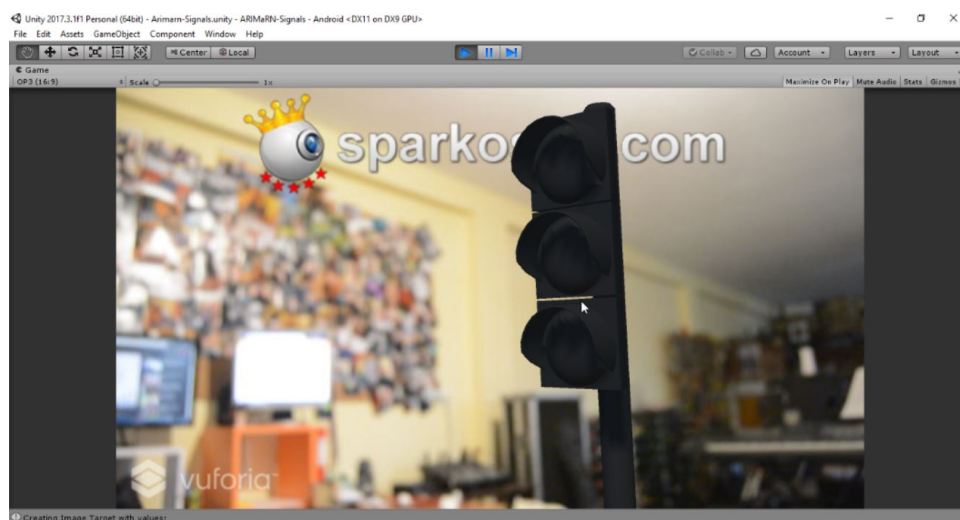 Unity 2017.3.1f1 Personal (64bit) - Arimarn-Signals.unity - ARIMaRN-Signals - Android <DX11 on DX9 GPU>
File Edit Assets GameObject Component Window Help
Center Local Collab Account Layers Layout
Game
OP3 (16:9) Scale 1x Maximize On Play Mute Audio Stats Gizmos
sparko com
vuforia
Creating Image Target with values: